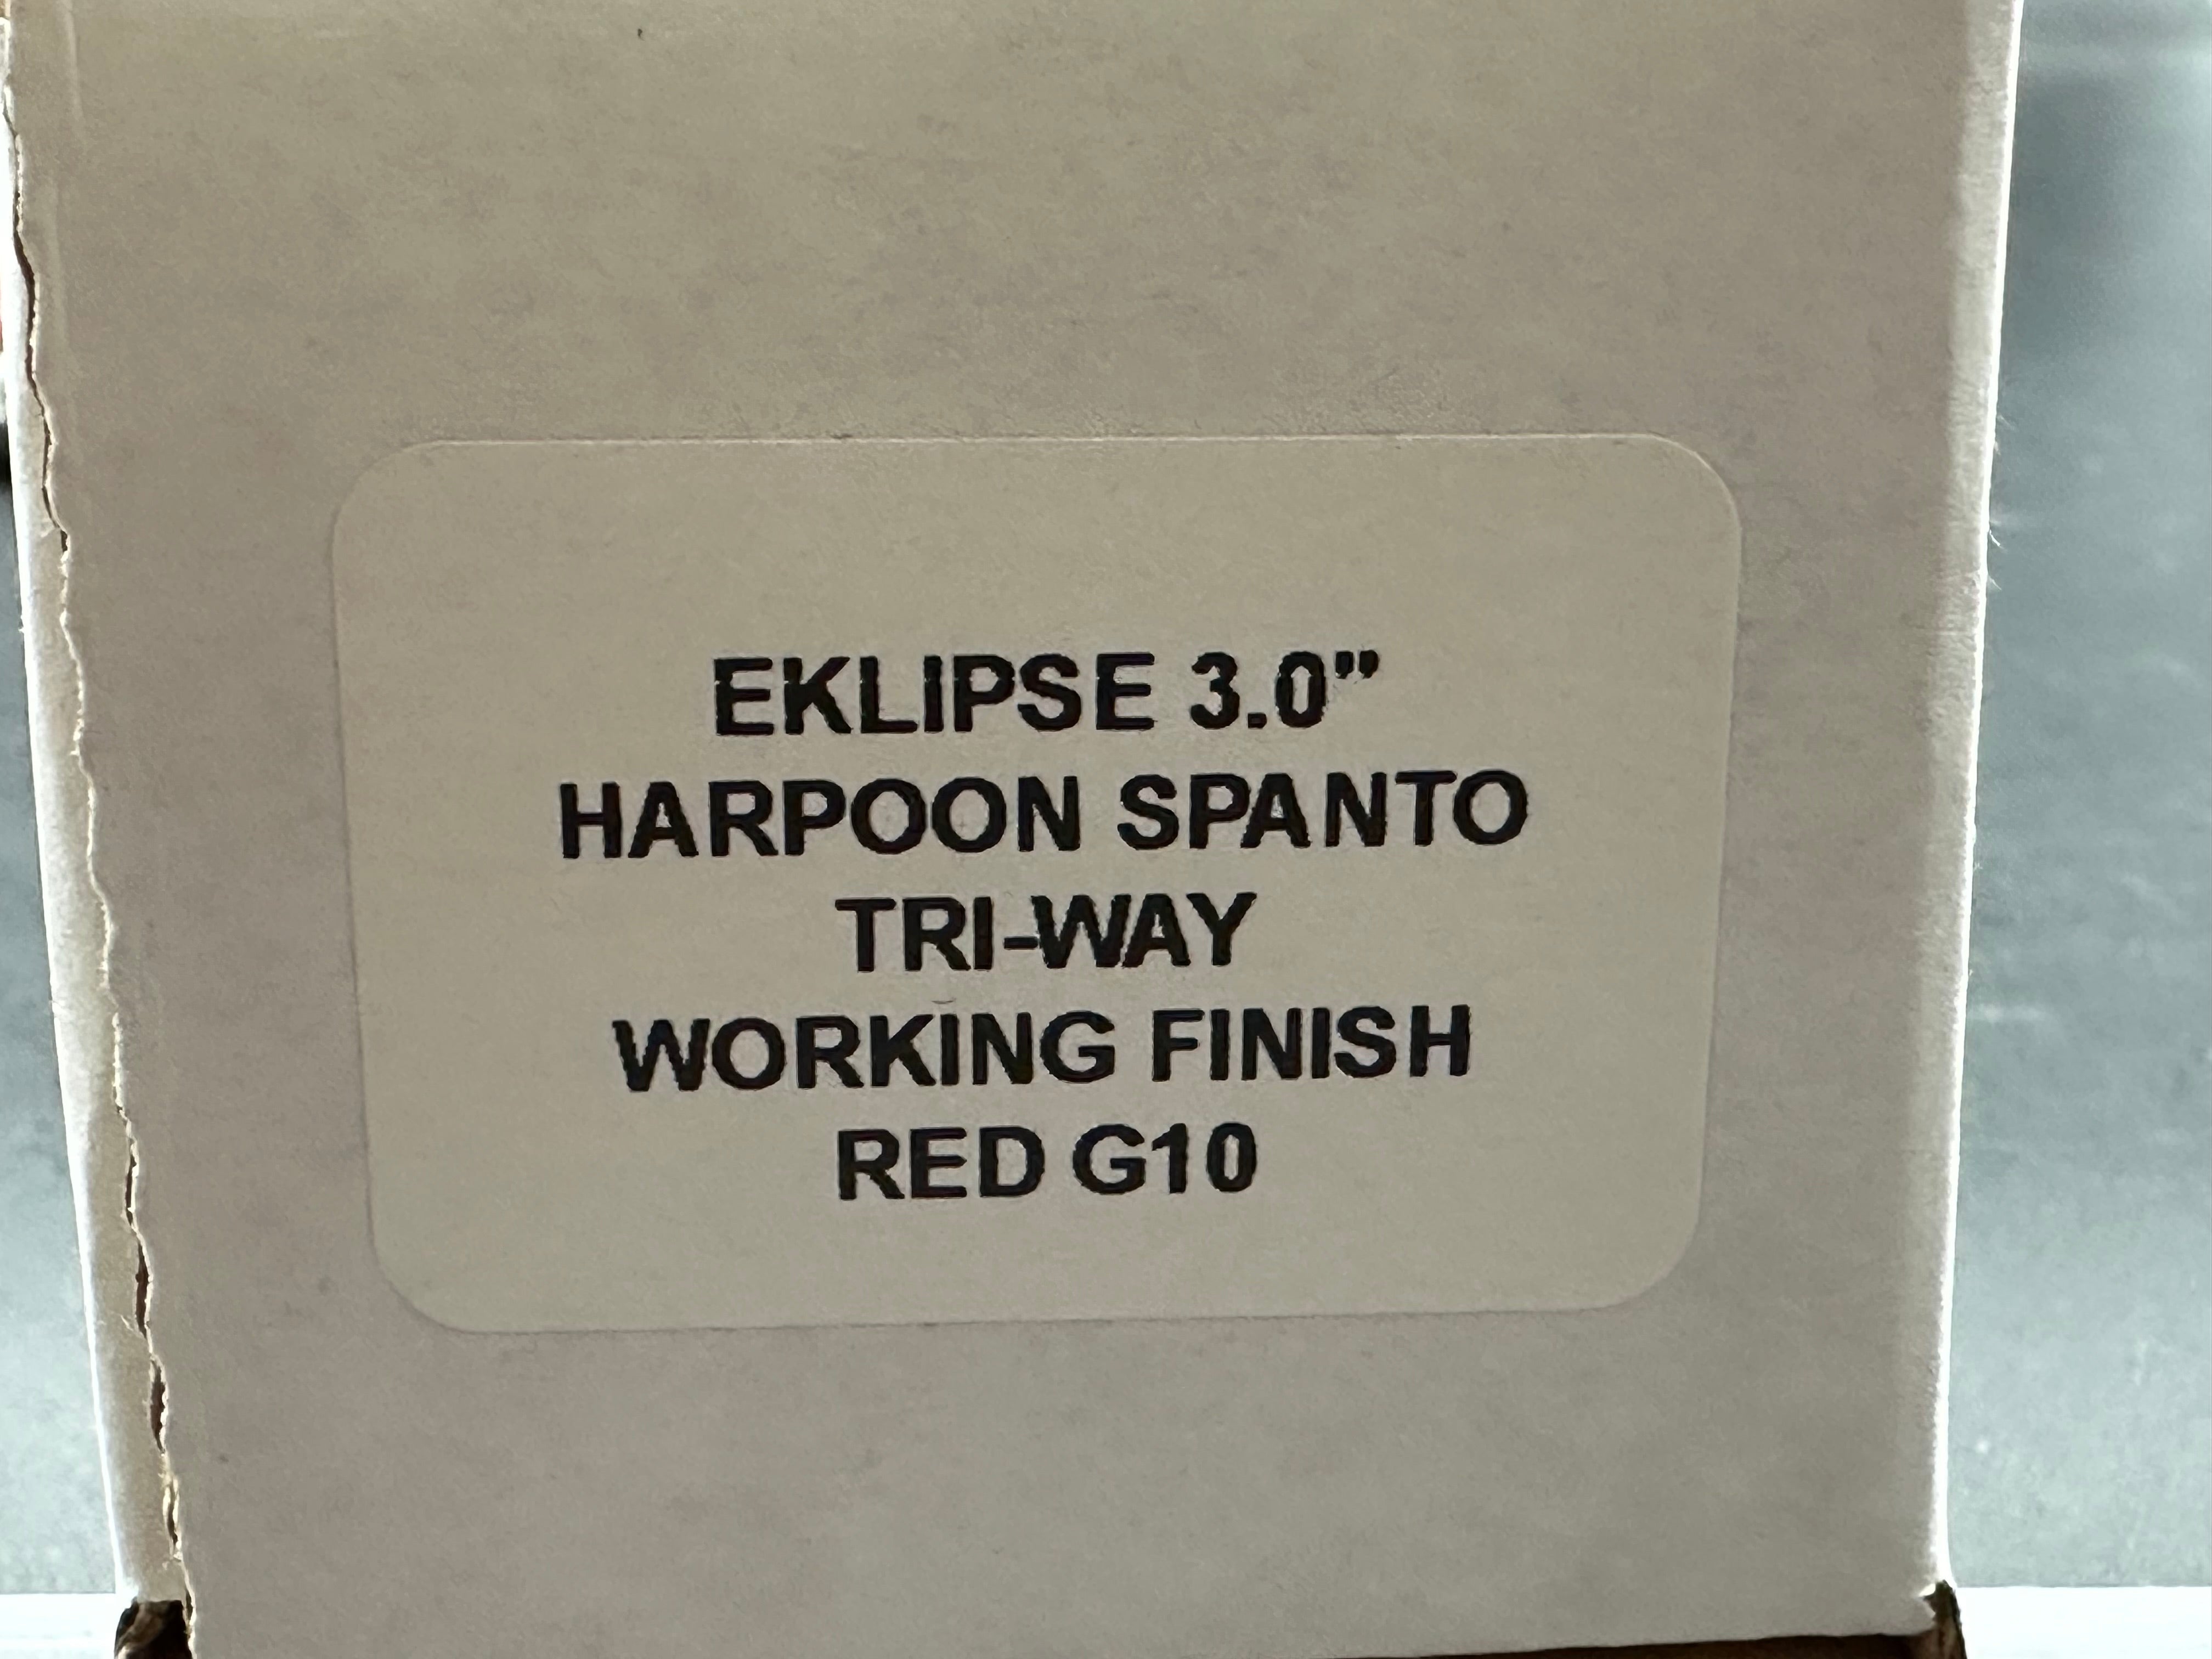 EKLIPSE 3.0”
HARPOON SPANTO
TRI-WAY
WORKING FINISH
RED G10